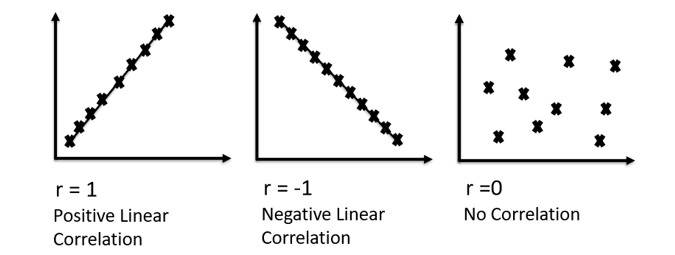 r = 1
Positive Linear
Correlation
r = -1
Negative Linear
Correlation
r =0
No Correlation